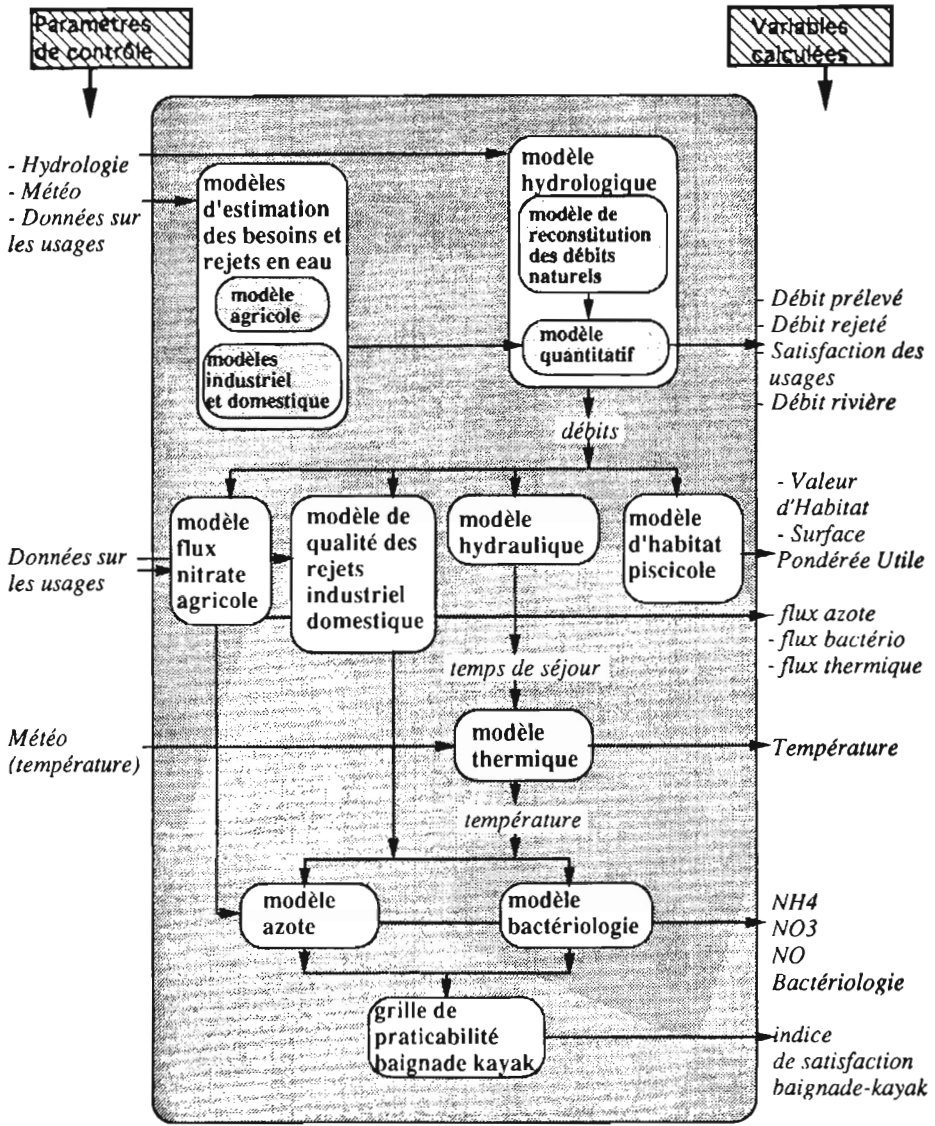 Paramètres
de contrôle
Variables
calculées
- Hydrologie
- Météo
- Données sur
les usages
modèles
d'estimation
des besoins et
rejets en eau
modèle
agricole
modèles
industriel
et domestique
modèle
hydrologique
modèle de
reconstitution
des débits
naturels
modèle
quantitatif
- Débit prélevé
- Débit rejeté
- Satisfaction des
usages
- Débit rivière
débits
Données sur
les usages
modèle
flux
nitrate
agricole
modèle de
qualité des
rejets
industriel
domestique
modèle
hydraulique
modèle
d'habitat
piscicole
- Valeur
d'Habitat
- Surface
Pondérée Utile
- flux azote
- flux bactério
- flux thermique
temps de séjour
Météo
(température)
modèle
thermique
Température
température
modèle
azote
modèle
bactériologie
NH4
NO3
NO
Bactériologie
grille de
praticabilité
baignade kayak
indice
de satisfaction
baignade-kayak